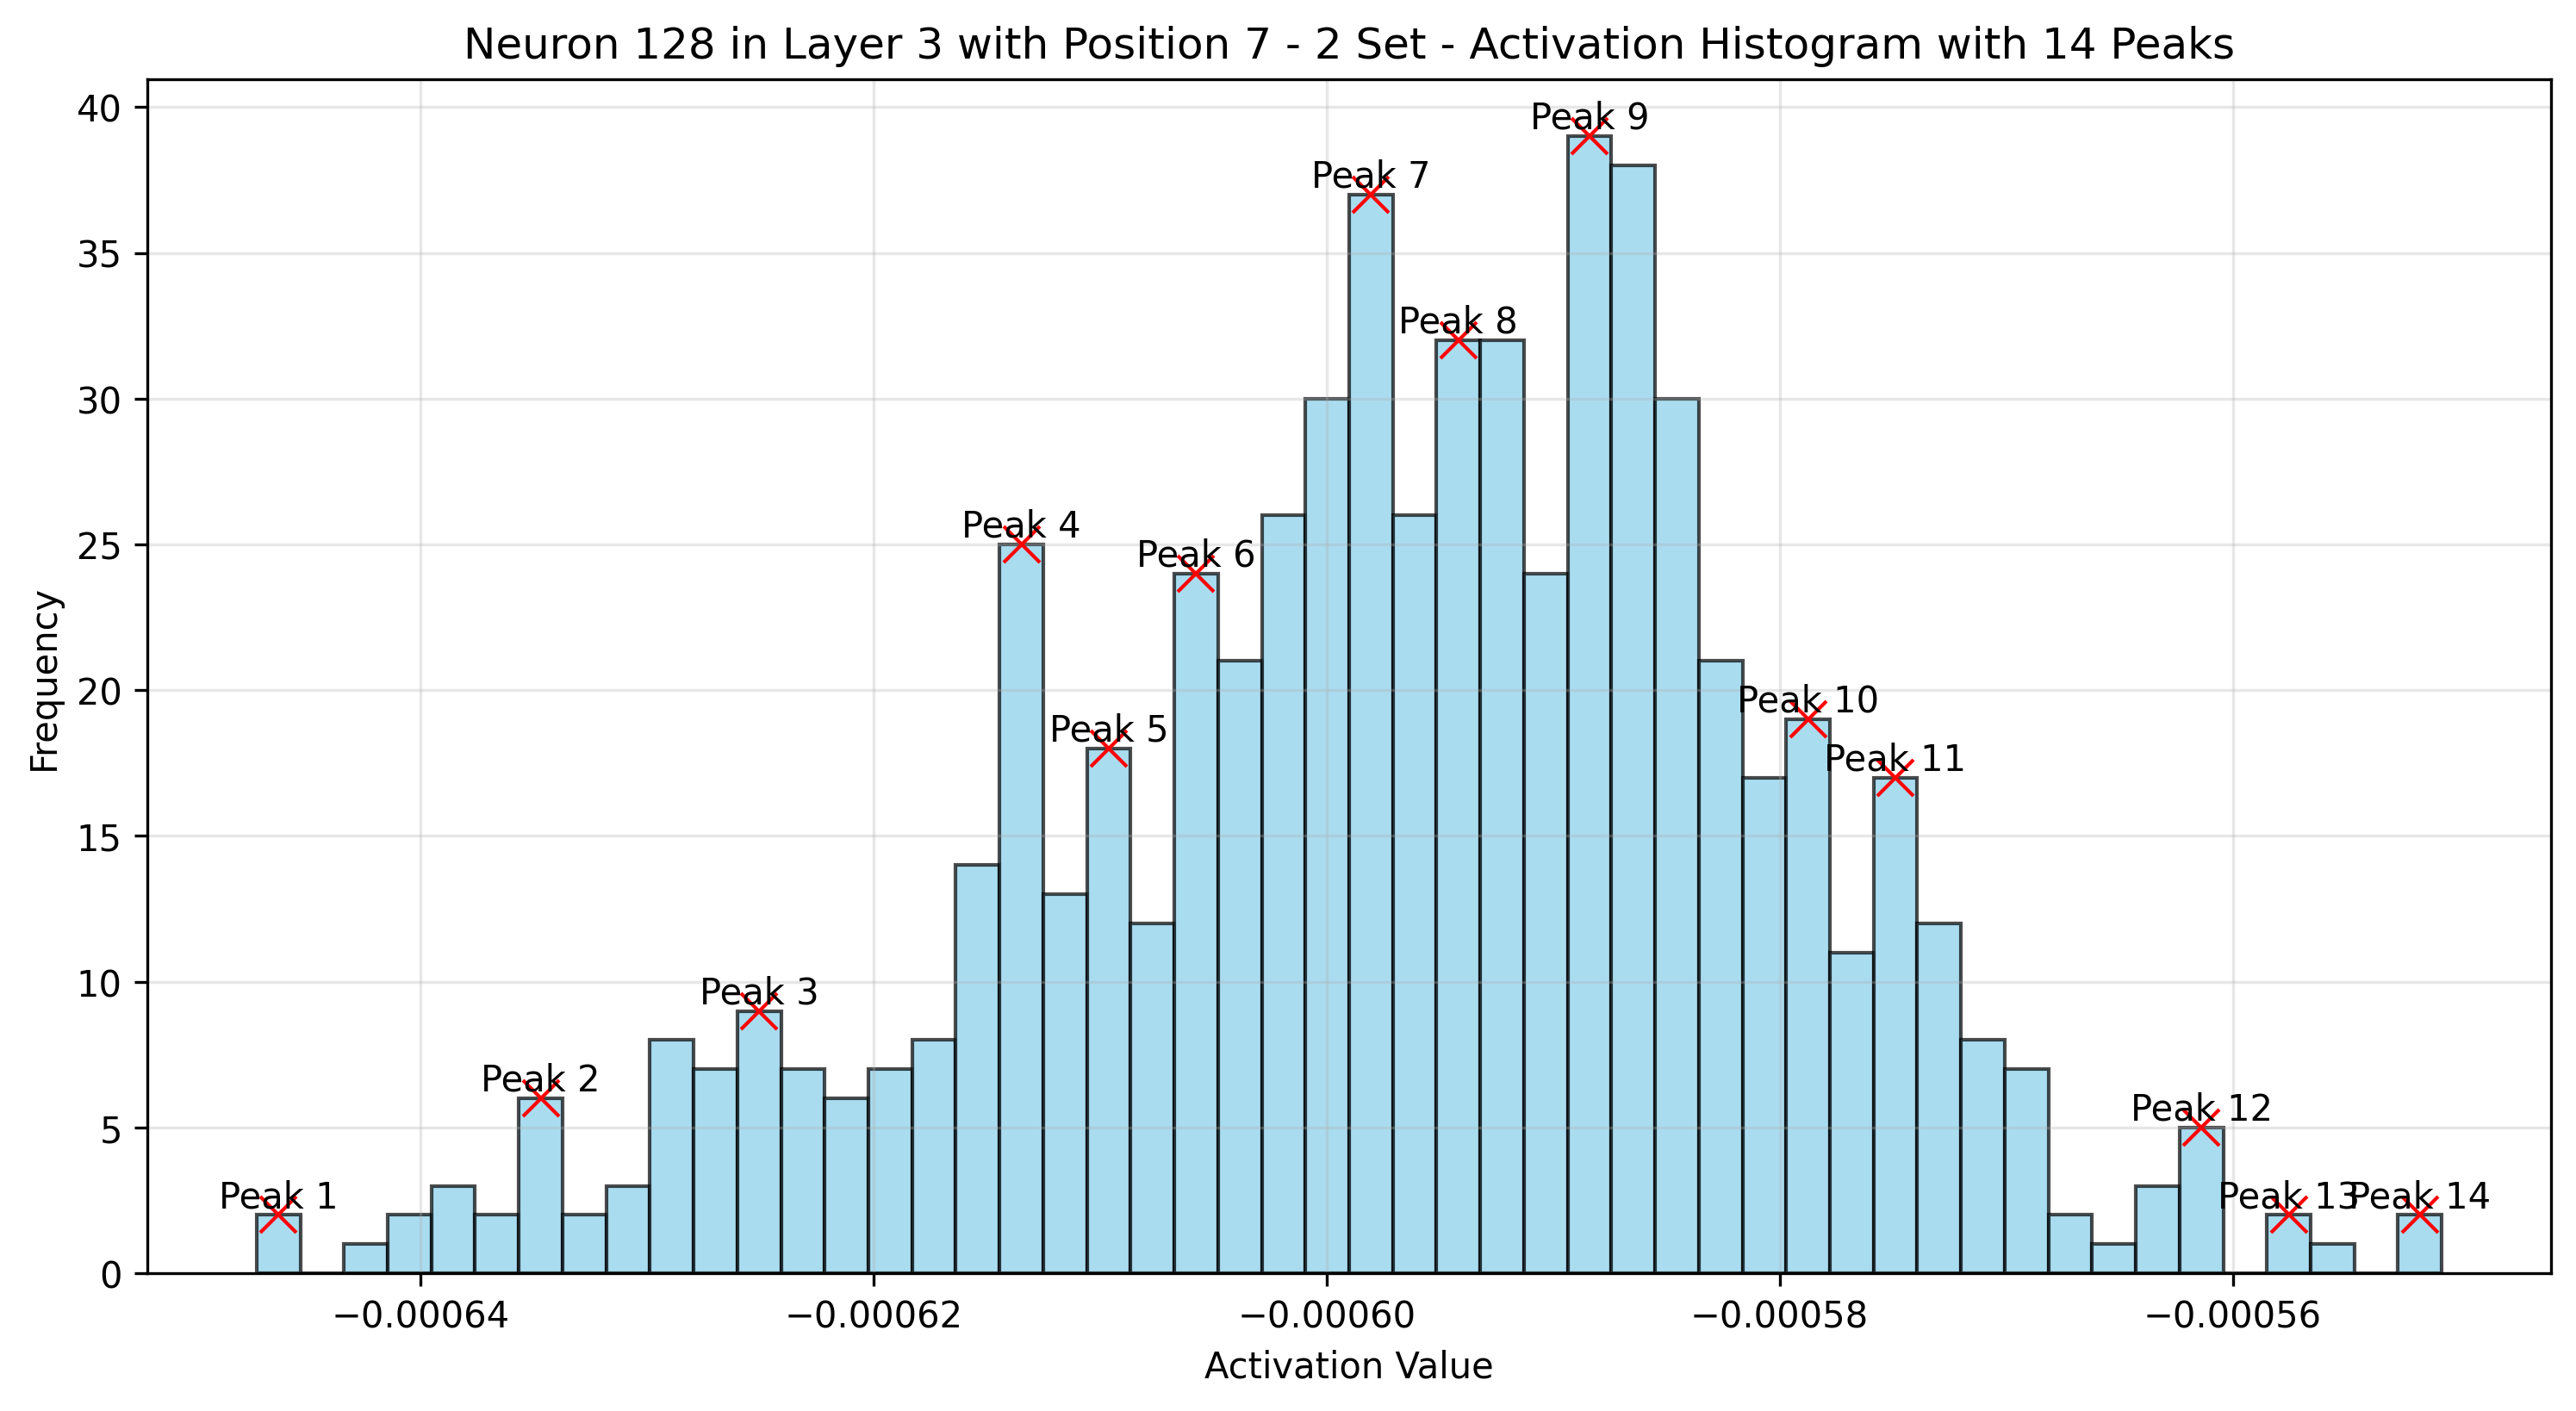 Neuron 128 in Layer 3 with Position 7 - 2 Set - Activation Histogram with 14 Peaks
40
35
30
25
20
15
10
5
0
Frequency
Peak 1
Peak 2
Peak 3
Peak 4
Peak 5
Peak 6
Peak 7
Peak 8
Peak 9
Peak 10
Peak 11
Peak 12
Peak 13
Peak 14
−0.00064
−0.00062
−0.00060
−0.00058
−0.00056
Activation Value